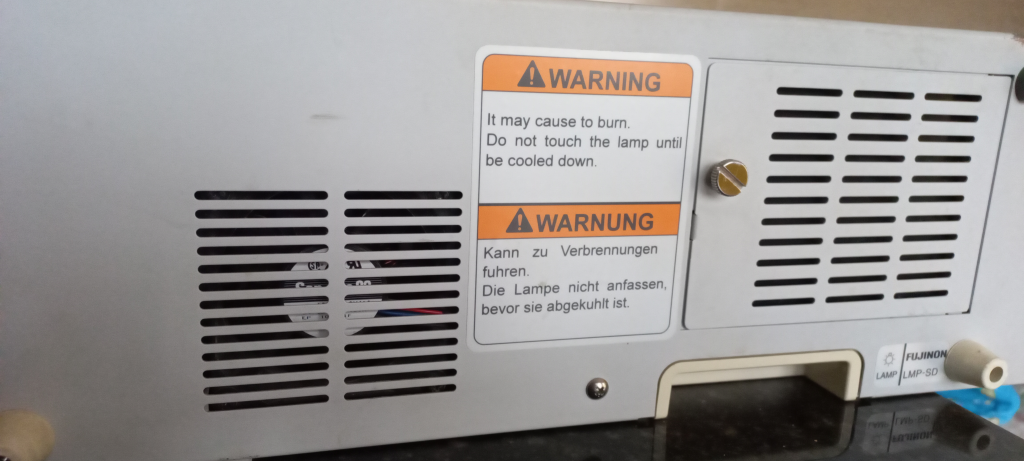 WARNING
It may cause to burn.
Do not touch the lamp until
be cooled down.
WARNUNG
Kann zu Verbrennungen
fuhren.
Die Lampe nicht anfassen,
bevor sie abgekuhlt ist.
LAMP
FUJINON
LMP-SD